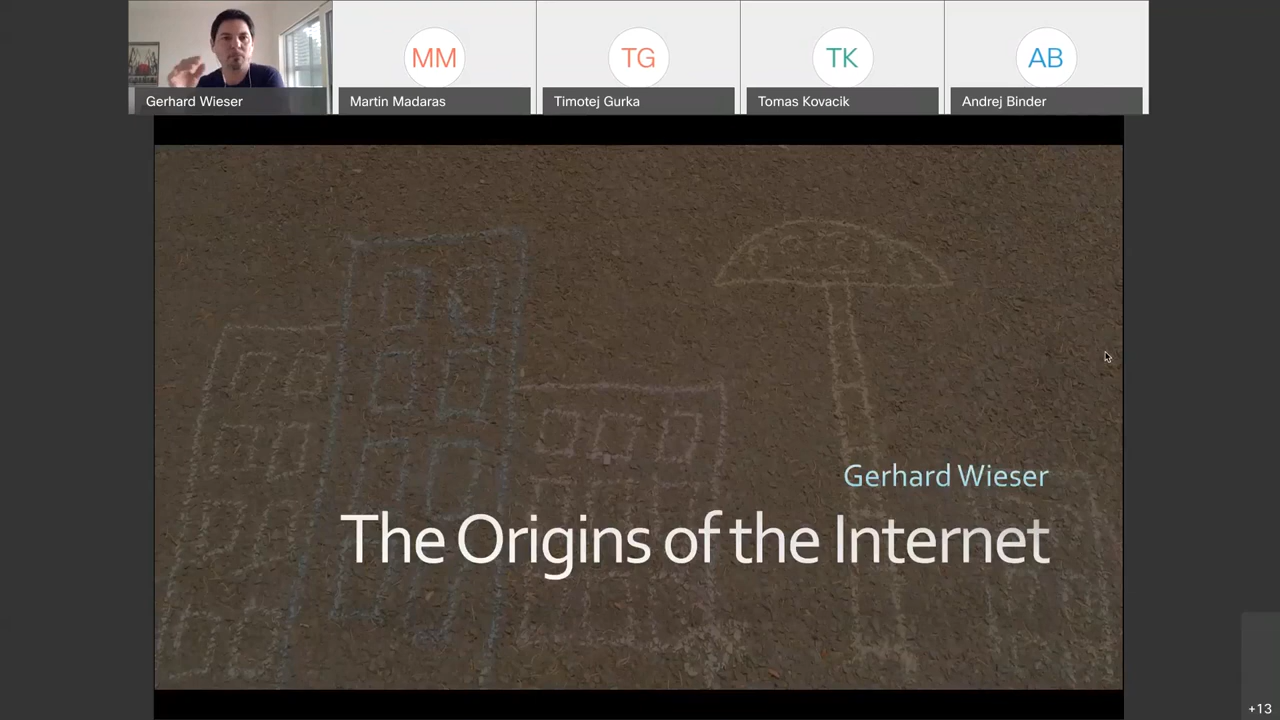 MM
TG
TK
AB
Gerhard Wieser
Martin Madaras
Timotej Gurka
Tomas Kovacik
Andrej Binder
Gerhard Wieser
The Origins of the Internet
+13